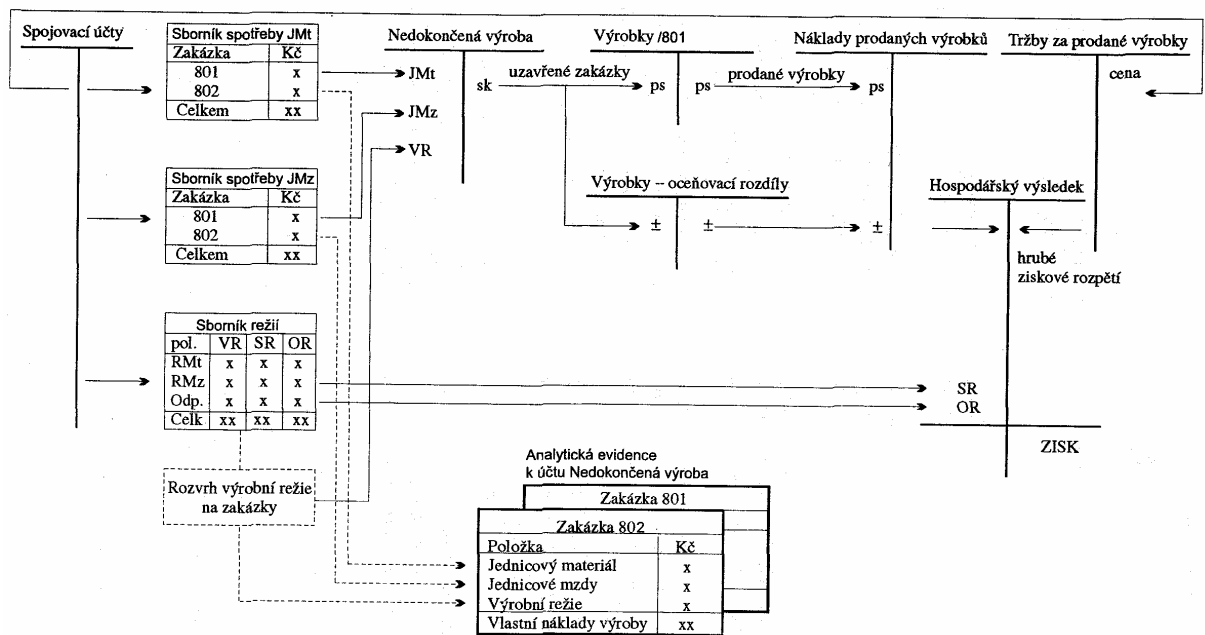 Spojovací účty
Sborník spotřeby JMt
Zakázka Kč
801 x
802 x
Celkem xx
Nedokončená výroba
JMt
JMz
VR
sk
uzavřené zakázky
Výrobky /801
ps ps
prodané výrobky
Náklady prodaných výrobků
ps
Tržby za prodané výrobky
cena
Sborník spotřeby JMz
Zakázka Kč
801 x
802 x
Celkem xx
Výrobky -- oceňovací rozdíly
± ±
±
Hospodářský výsledek
hrubé
ziskové rozpětí
Sborník režií
pol. VR SR OR
RMt x x x
RMz x x x
Odp. x x x
Celk xx xx xx
SR
OR
ZISK
Rozvrh výrobní režie
na zakázky
Analytická evidence
k účtu Nedokončená výroba
Zakázka 801
Zakázka 802
Položka Kč
Jednicový materiál x
Jednicové mzdy x
Výrobní režie x
Vlastní náklady výroby xx